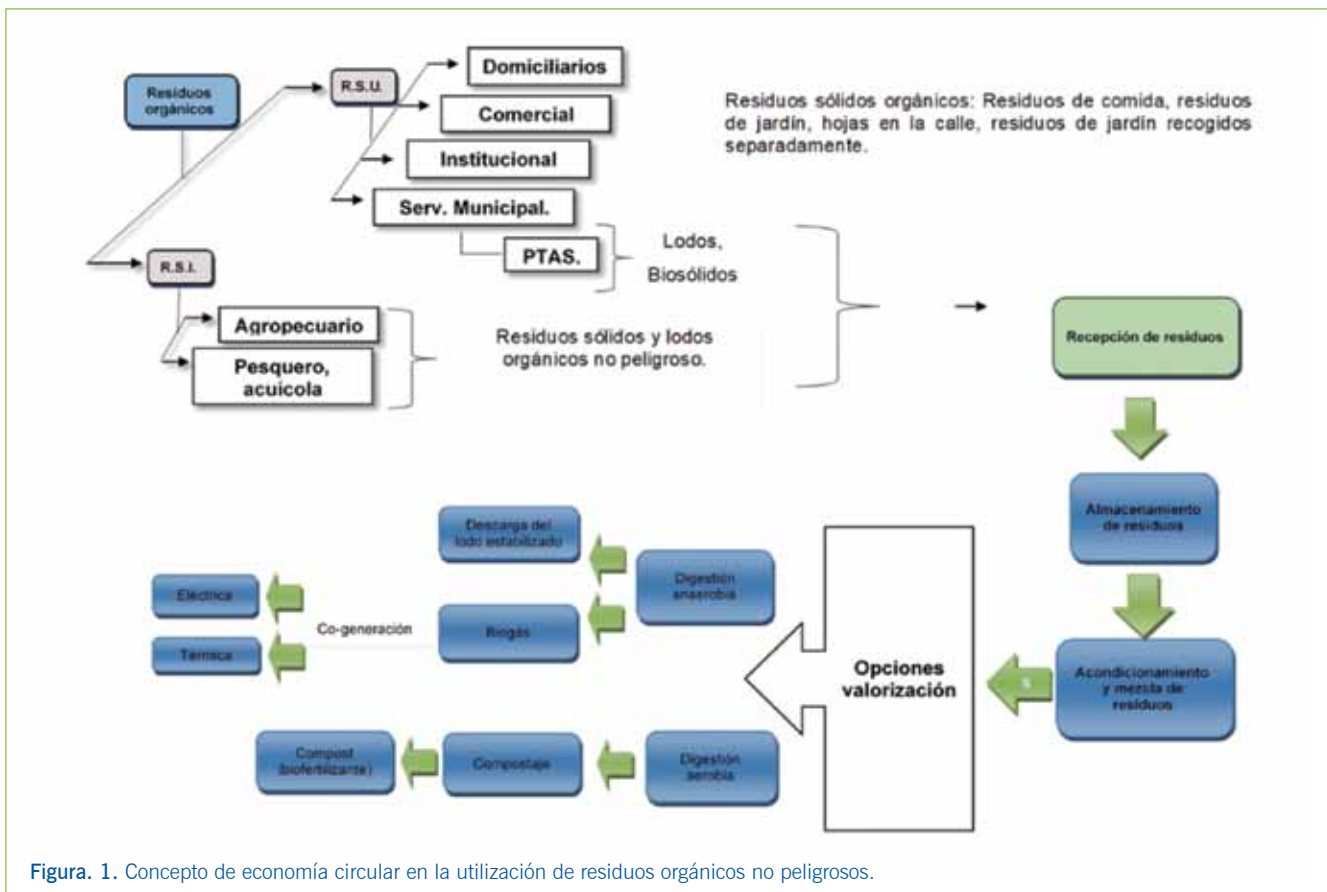 Residuos
orgánicos
R.S.U.
Domiciliarios
Comercial
Institucional
Serv. Municipal.
PTAS.
Lodos,
Biosólidos
Residuos sólidos orgánicos: Residuos de comida, residuos
de jardín, hojas en la calle, residuos de jardín recogidos
separadamente.
R.S.I.
Agropecuario
Pesquero,
acuícola
Residuos sólidos y lodos
orgánicos no peligroso.
Recepción de residuos
Almacenamiento
de residuos
Acondicionamiento
y mezcla de
residuos
S
Opciones
valorización
Digestión
anaerobia
Descarga del
lodo estabilizado
Biogás
Co-generación
Eléctrica
Térmica
Digestión
aerobia
Compostaje
Compost
(biofertilizante)
Figura. 1. Concepto de economía circular en la utilización de residuos orgánicos no peligrosos.